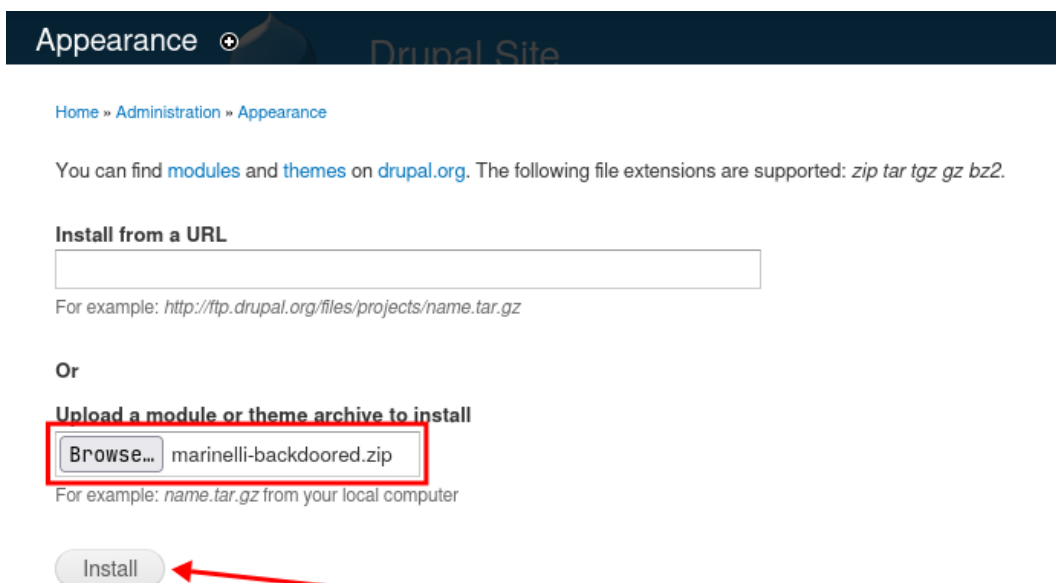 Appearance
Drupal Site
Home » Administration » Appearance
You can find modules and themes on drupal.org. The following file extensions are supported: zip tar tgz gz bz2.
Install from a URL
For example: http://ftp.drupal.org/files/projects/name.tar.gz
Or
Upload a module or theme archive to install
Browse… marinelli-backdoored.zip
For example: name.tar.gz from your local computer
Install